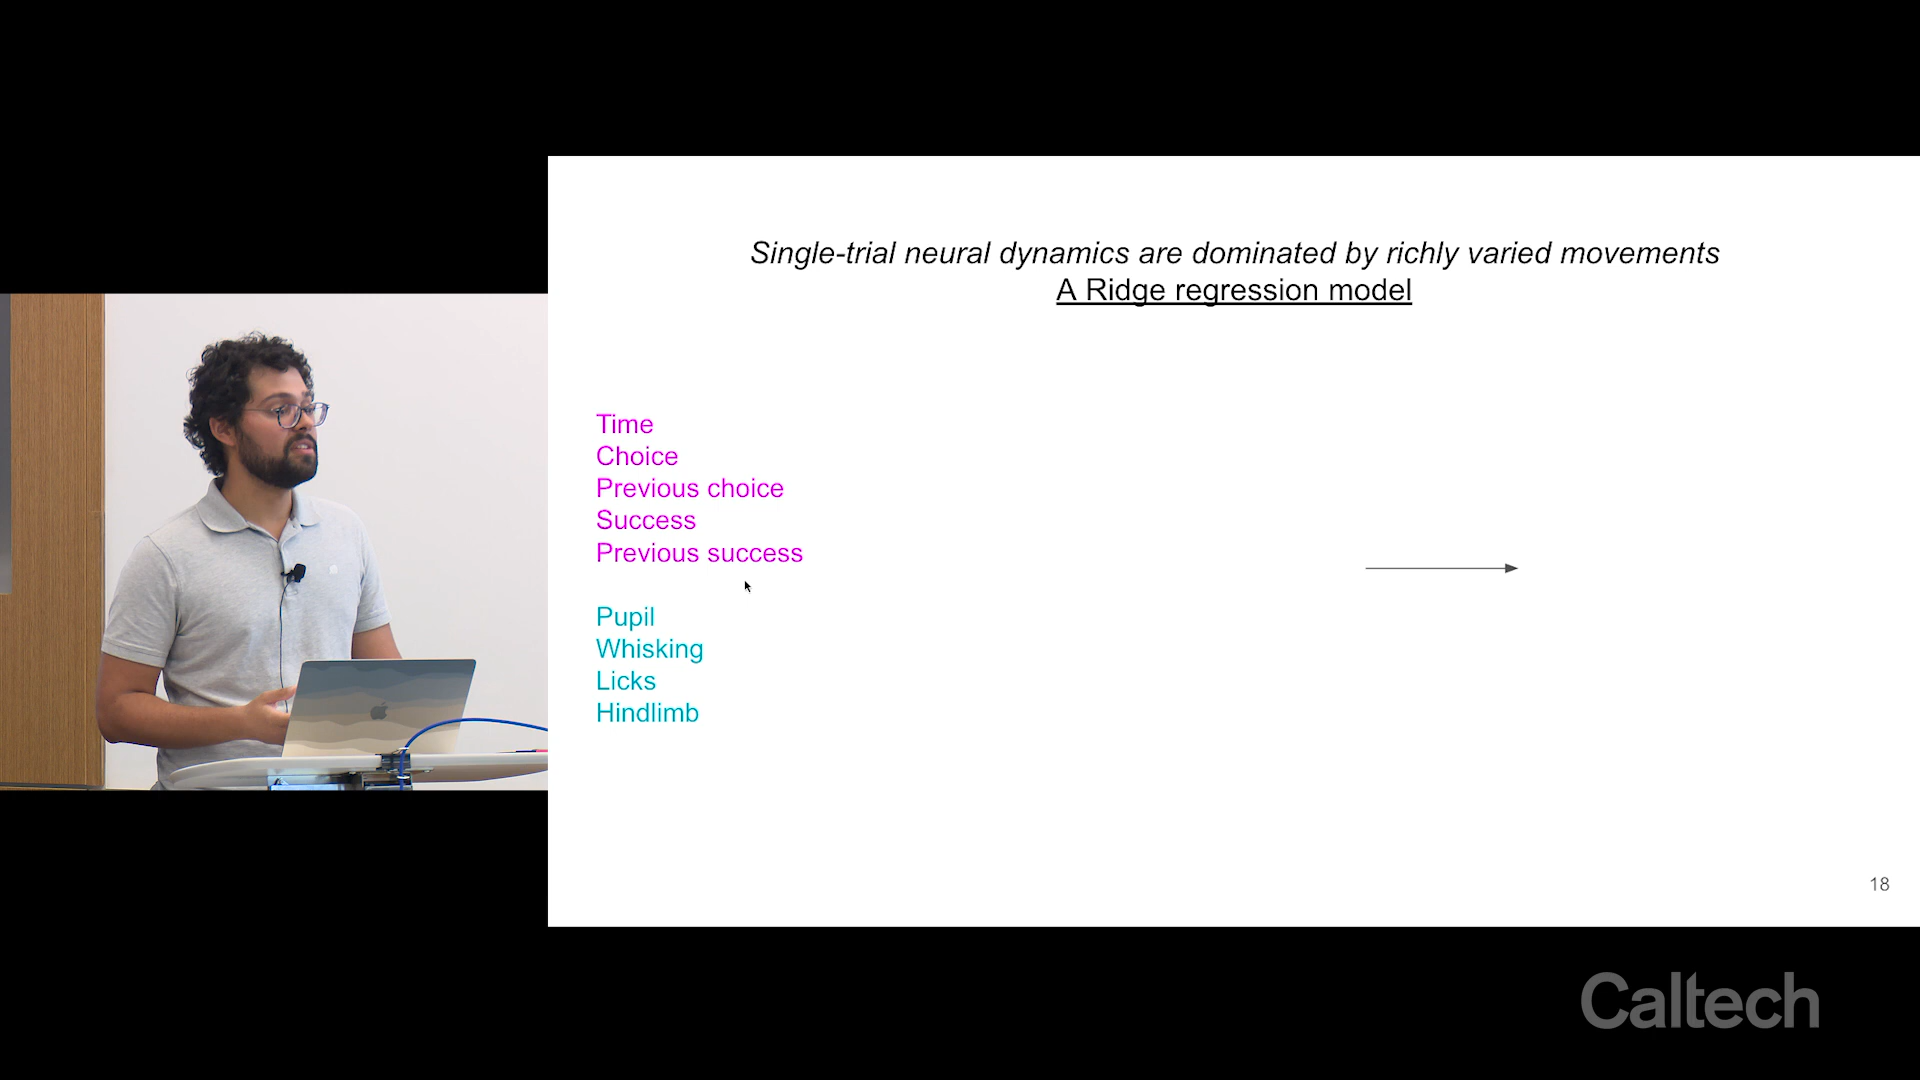 Single-trial neural dynamics are dominated by richly varied movements
A Ridge regression model
Time
Choice
Previous choice
Success
Previous success
Pupil
Whisking
Licks
Hindlimb
18
Caltech